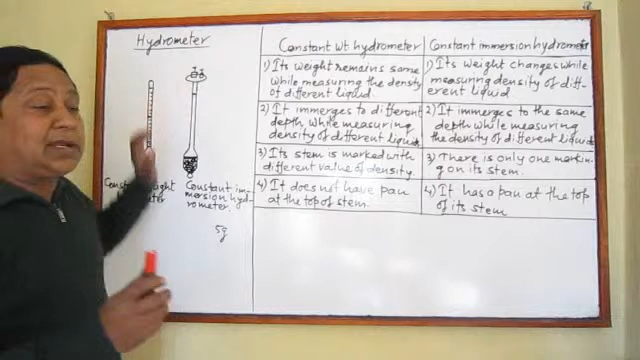 Hydrometer
Constant immersion hydrometer.
5g
Constant wt hydrometer
1) Its weight remains same
while measuring the density
of different liquid.
2) It immerges to different
depth while measuring
density of different liquid
3) Its stem is marked with
different value of density.
4) It does not have pan
at the top of stem.
Constant immersion hydrometer
1) Its weight changes while
measuring density of diff-
erent liquid
2) It immerges to the same
depth while measuring
the density of different liquid
3) There is only one mark-
ing on its stem.
4) It has a pan at the top
of its stem